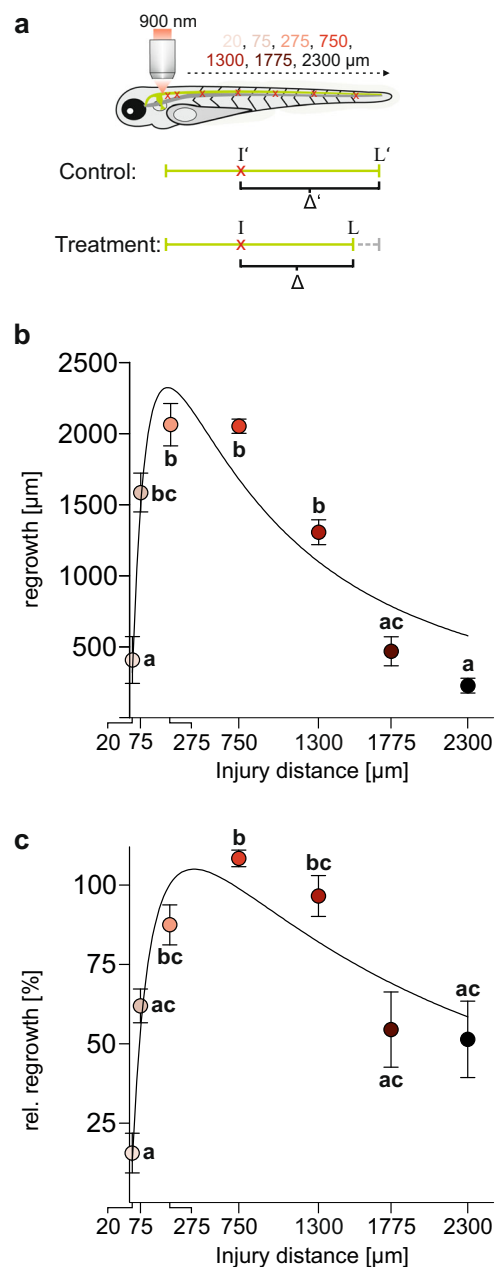 a
900 nm
20, 75, 275, 750,
1300, 1775, 2300 µm
I‘ L‘
Control:
Δ‘
I L
Treatment:
Δ
b
2500
2000
1500
1000
500
regrowth [µm]
a
bc
b
b
b
ac
a
20 75 275 750 1300 1775 2300
Injury distance [µm]
c
100
75
50
25
rel. regrowth [%]
a
ac
bc
b
bc
ac
ac
20 75 275 750 1300 1775 2300
Injury distance [µm]